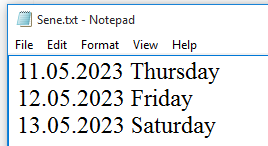 Sene.txt - Notepad
File Edit Format View Help
11.05.2023 Thursday
12.05.2023 Friday
13.05.2023 Saturday